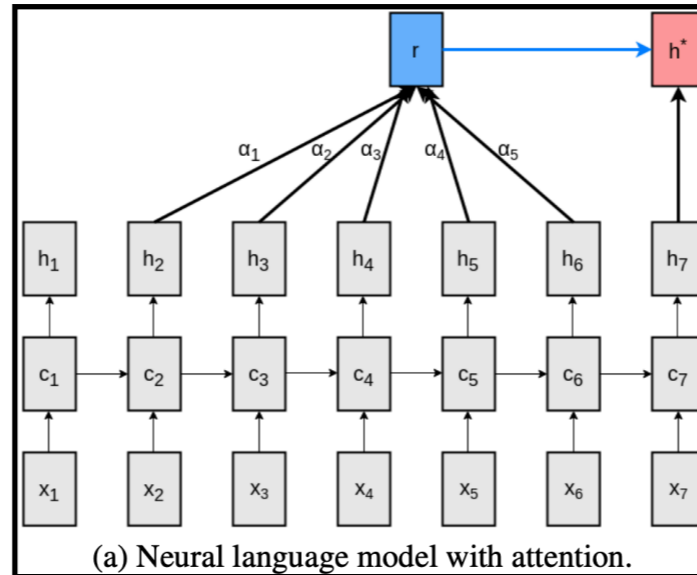 r h*
α1 α2 α3 α4 α5
h1 h2 h3 h4 h5 h6 h7
c1 c2 c3 c4 c5 c6 c7
x1 x2 x3 x4 x5 x6 x7
(a) Neural language model with attention.